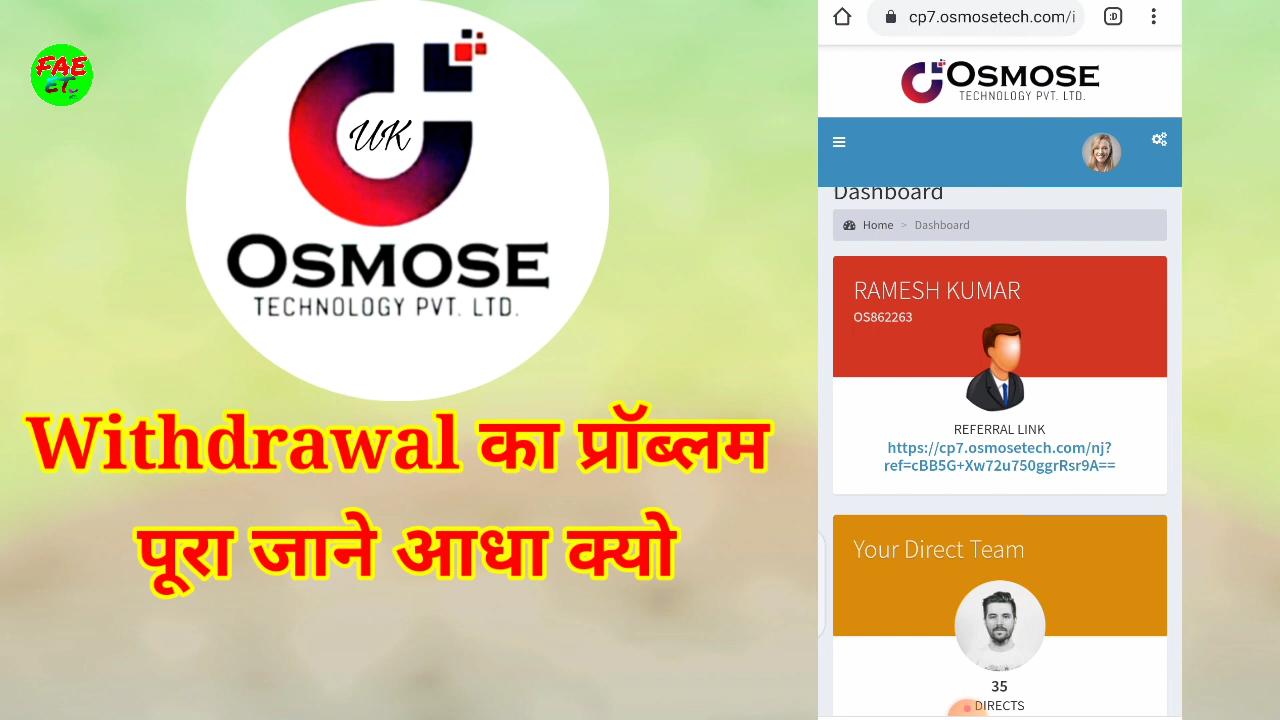 FAE
ET
UK
OSMOSE
TECHNOLOGY PVT. LTD.
Withdrawal का प्रॉब्लम
पूरा जाने आधा क्यो
cp7.osmosetech.com/i
:D
OSMOSE
TECHNOLOGY PVT. LTD.
Dashboard
Home > Dashboard
RAMESH KUMAR
OS862263
REFERRAL LINK
https://cp7.osmosetech.com/nj?
ref=cBB5G+Xw72u750ggrRsr9A==
Your Direct Team
35
DIRECTS